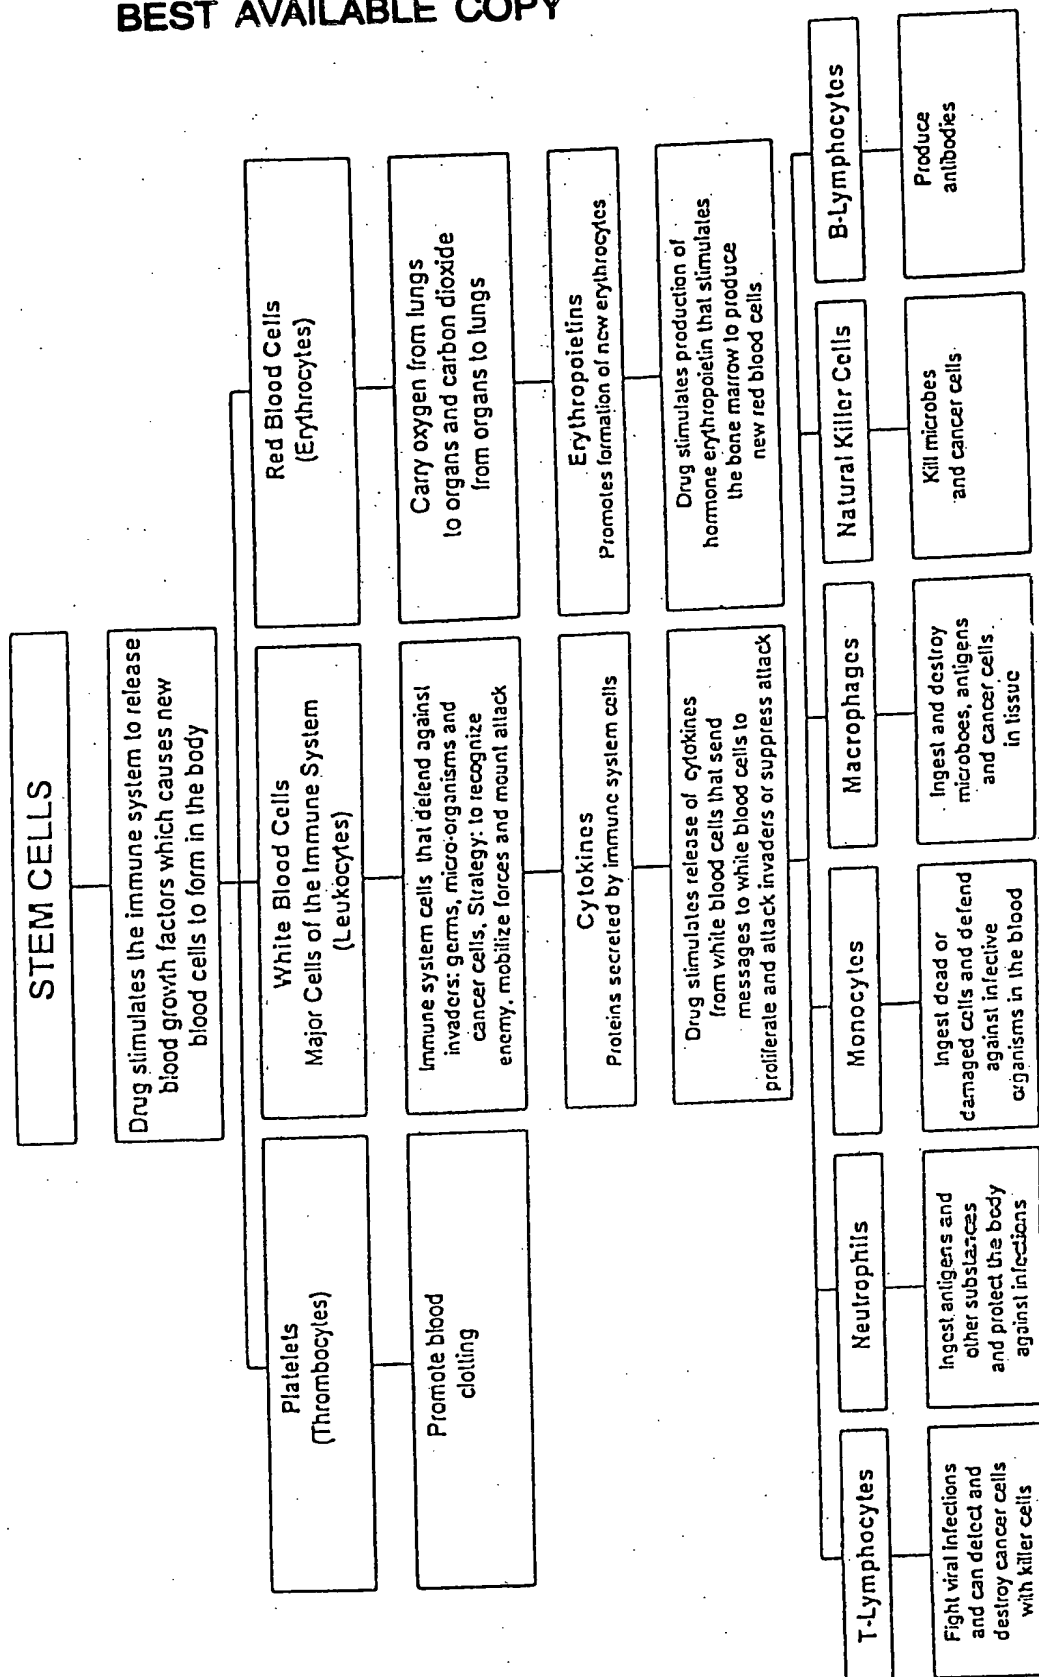 BEST AVAILABLE COPY
STEM CELLS
Drug stimulates the immune system to release
blood growth factors which causes new
blood cells to form in the body
Platelets
(Thrombocytes)
Promote blood
clotting
White Blood Cells
Major Cells of the Immune System
(Leukocytes)
Immune system cells that defend against
invaders: germs, micro-organisms and
cancer cells, Strategy: to recognize
enemy, mobilize forces and mount attack
Cytokines
Proteins secreted by immune system cells
Drug stimulates release of cytokines
from white blood cells that send
messages to white blood cells to
proliferate and attack invaders or suppress attack
Red Blood Cells
(Erythrocytes)
Carry oxygen from lungs
to organs and carbon dioxide
from organs to lungs
Erythropoietins
Promotes formation of new erythrocytes
Drug stimulates production of
hormone erythropoietin that stimulates
the bone marrow to produce
new red blood cells
T-Lymphocytes
Fight viral infections
and can detect and
destroy cancer cells
with killer cells
Neutrophils
Ingest antigens and
other substances
and protect the body
against infections
Monocytes
Ingest dead or
damaged cells and defend
against infective
organisms in the blood
Macrophages
Ingest and destroy
microbes, antigens
and cancer cells
in tissue
Natural Killer Cells
Kill microbes
and cancer cells
B-Lymphocytes
Produce
antibodies